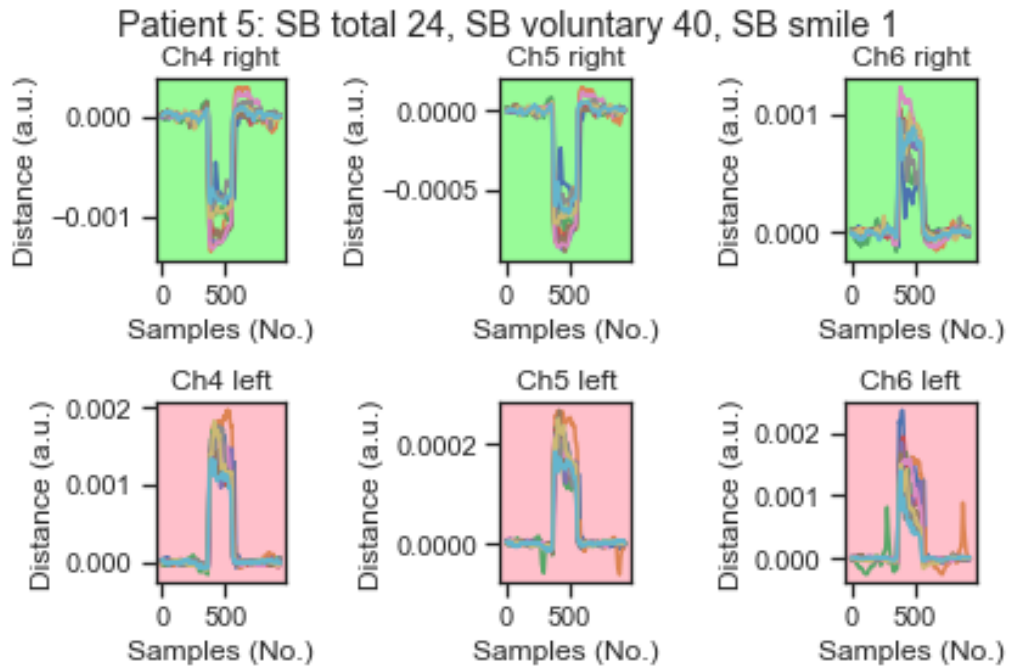 Patient 5: SB total 24, SB voluntary 40, SB smile 1
Ch4 right
Ch5 right
Ch6 right
Distance (a.u.)
0.000
−0.001
0 500
Samples (No.)
Distance (a.u.)
0.0000
−0.0005
0 500
Samples (No.)
Distance (a.u.)
0.001
0.000
0 500
Samples (No.)
Ch4 left
Ch5 left
Ch6 left
Distance (a.u.)
0.002
0.001
0.000
0 500
Samples (No.)
Distance (a.u.)
0.0002
0.0000
0 500
Samples (No.)
Distance (a.u.)
0.002
0.001
0.000
0 500
Samples (No.)